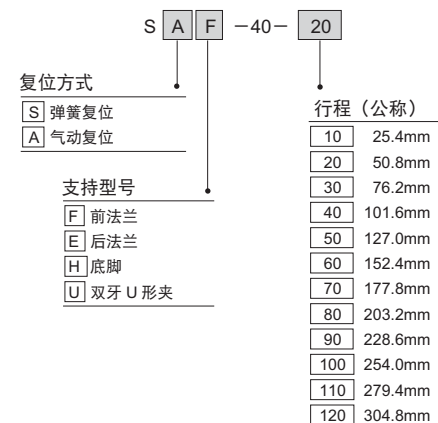 S A F －40－ 20
复位方式
S 弹簧复位
A 气动复位
支持型号
F 前法兰
E 后法兰
H 底脚
U 双牙 U 形夹
行程（公称）
10 25.4mm
20 50.8mm
30 76.2mm
40 101.6mm
50 127.0mm
60 152.4mm
70 177.8mm
80 203.2mm
90 228.6mm
100 254.0mm
110 279.4mm
120 304.8mm